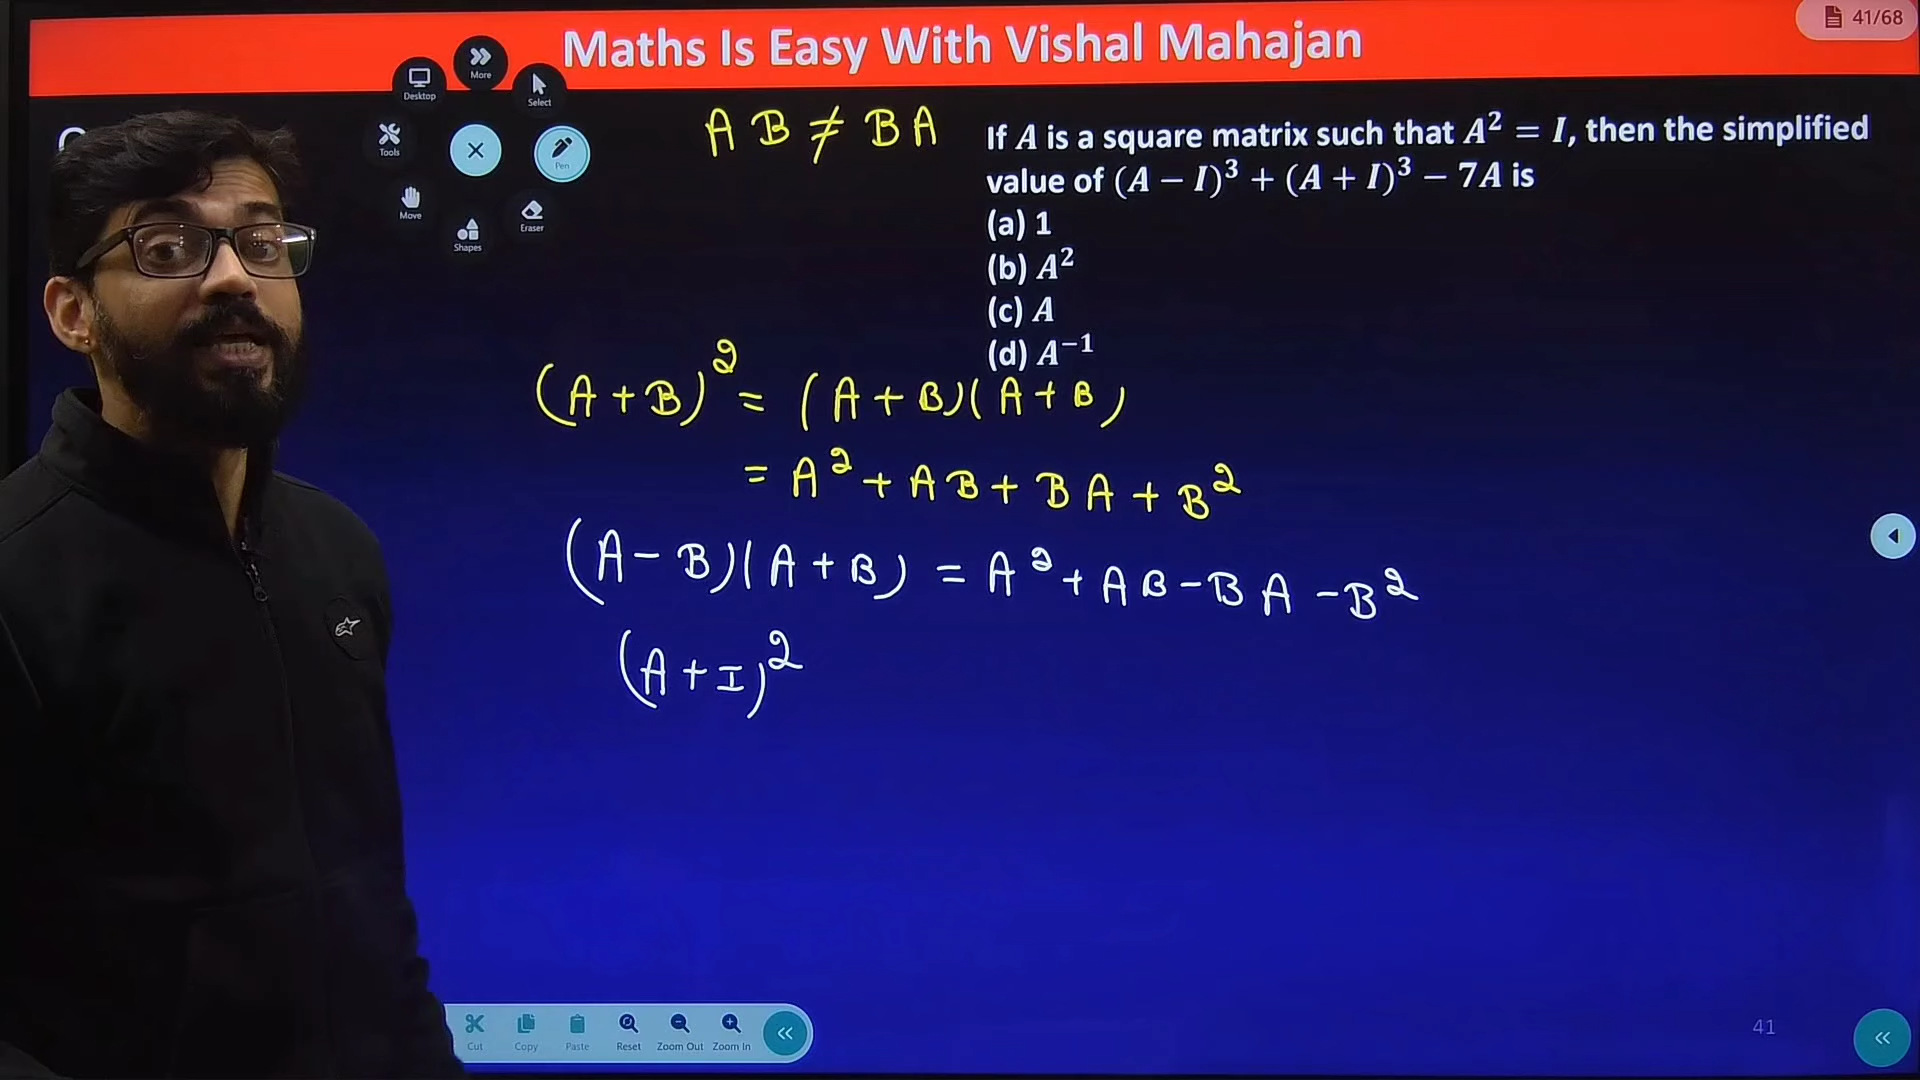 Maths Is Easy With Vishal Mahajan
41/68
More
Desktop
Select
Tools
Pen
Move
Eraser
Shapes
AB ≠ BA
If A is a square matrix such that A² = I, then the simplified
value of (A − I)³ + (A + I)³ − 7A is
(a) 1
(b) A²
(c) A
(d) A⁻¹
(A+B)² = (A+B)(A+B)
= A² + AB + BA + B²
(A−B)(A+B) = A² + AB − BA − B²
(A+I)²
Cut
Copy
Paste
Reset
Zoom Out
Zoom In
41